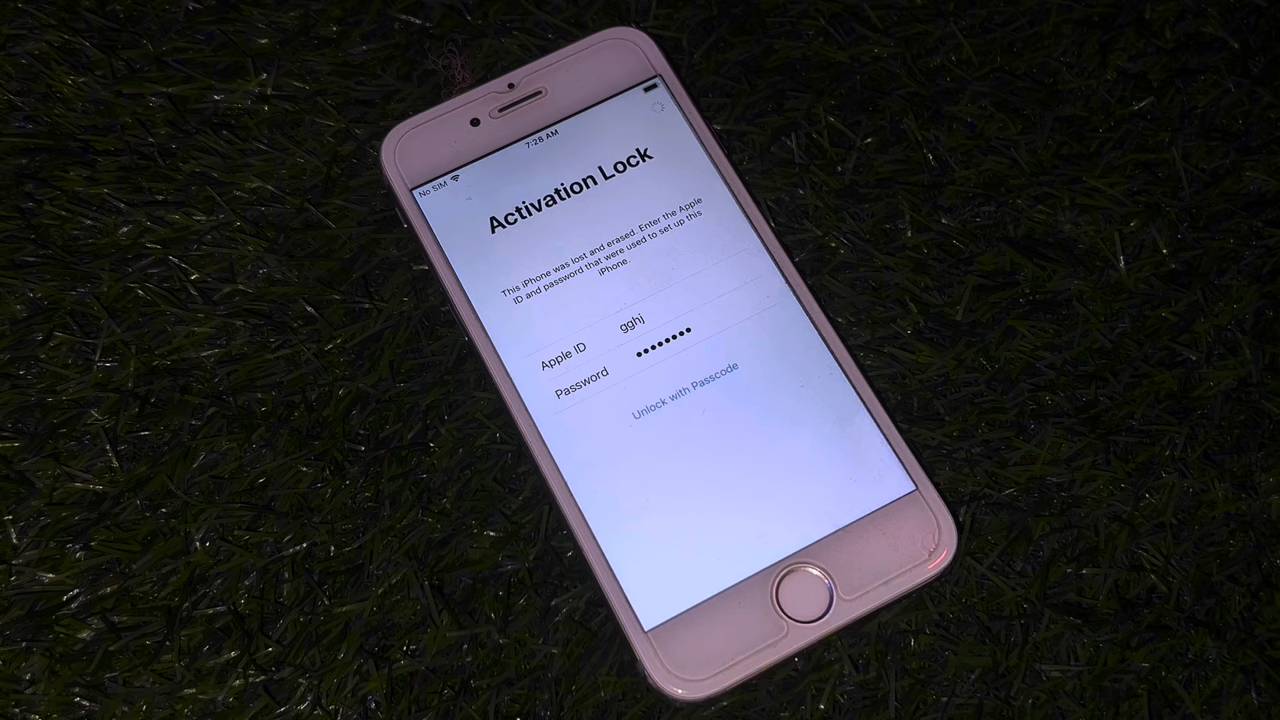 7:28 AM
No SIM
Activation Lock
This iPhone was lost and erased. Enter the Apple
ID and password that were used to set up this
iPhone.
Apple ID gghj
Password ••••••••
Unlock with Passcode